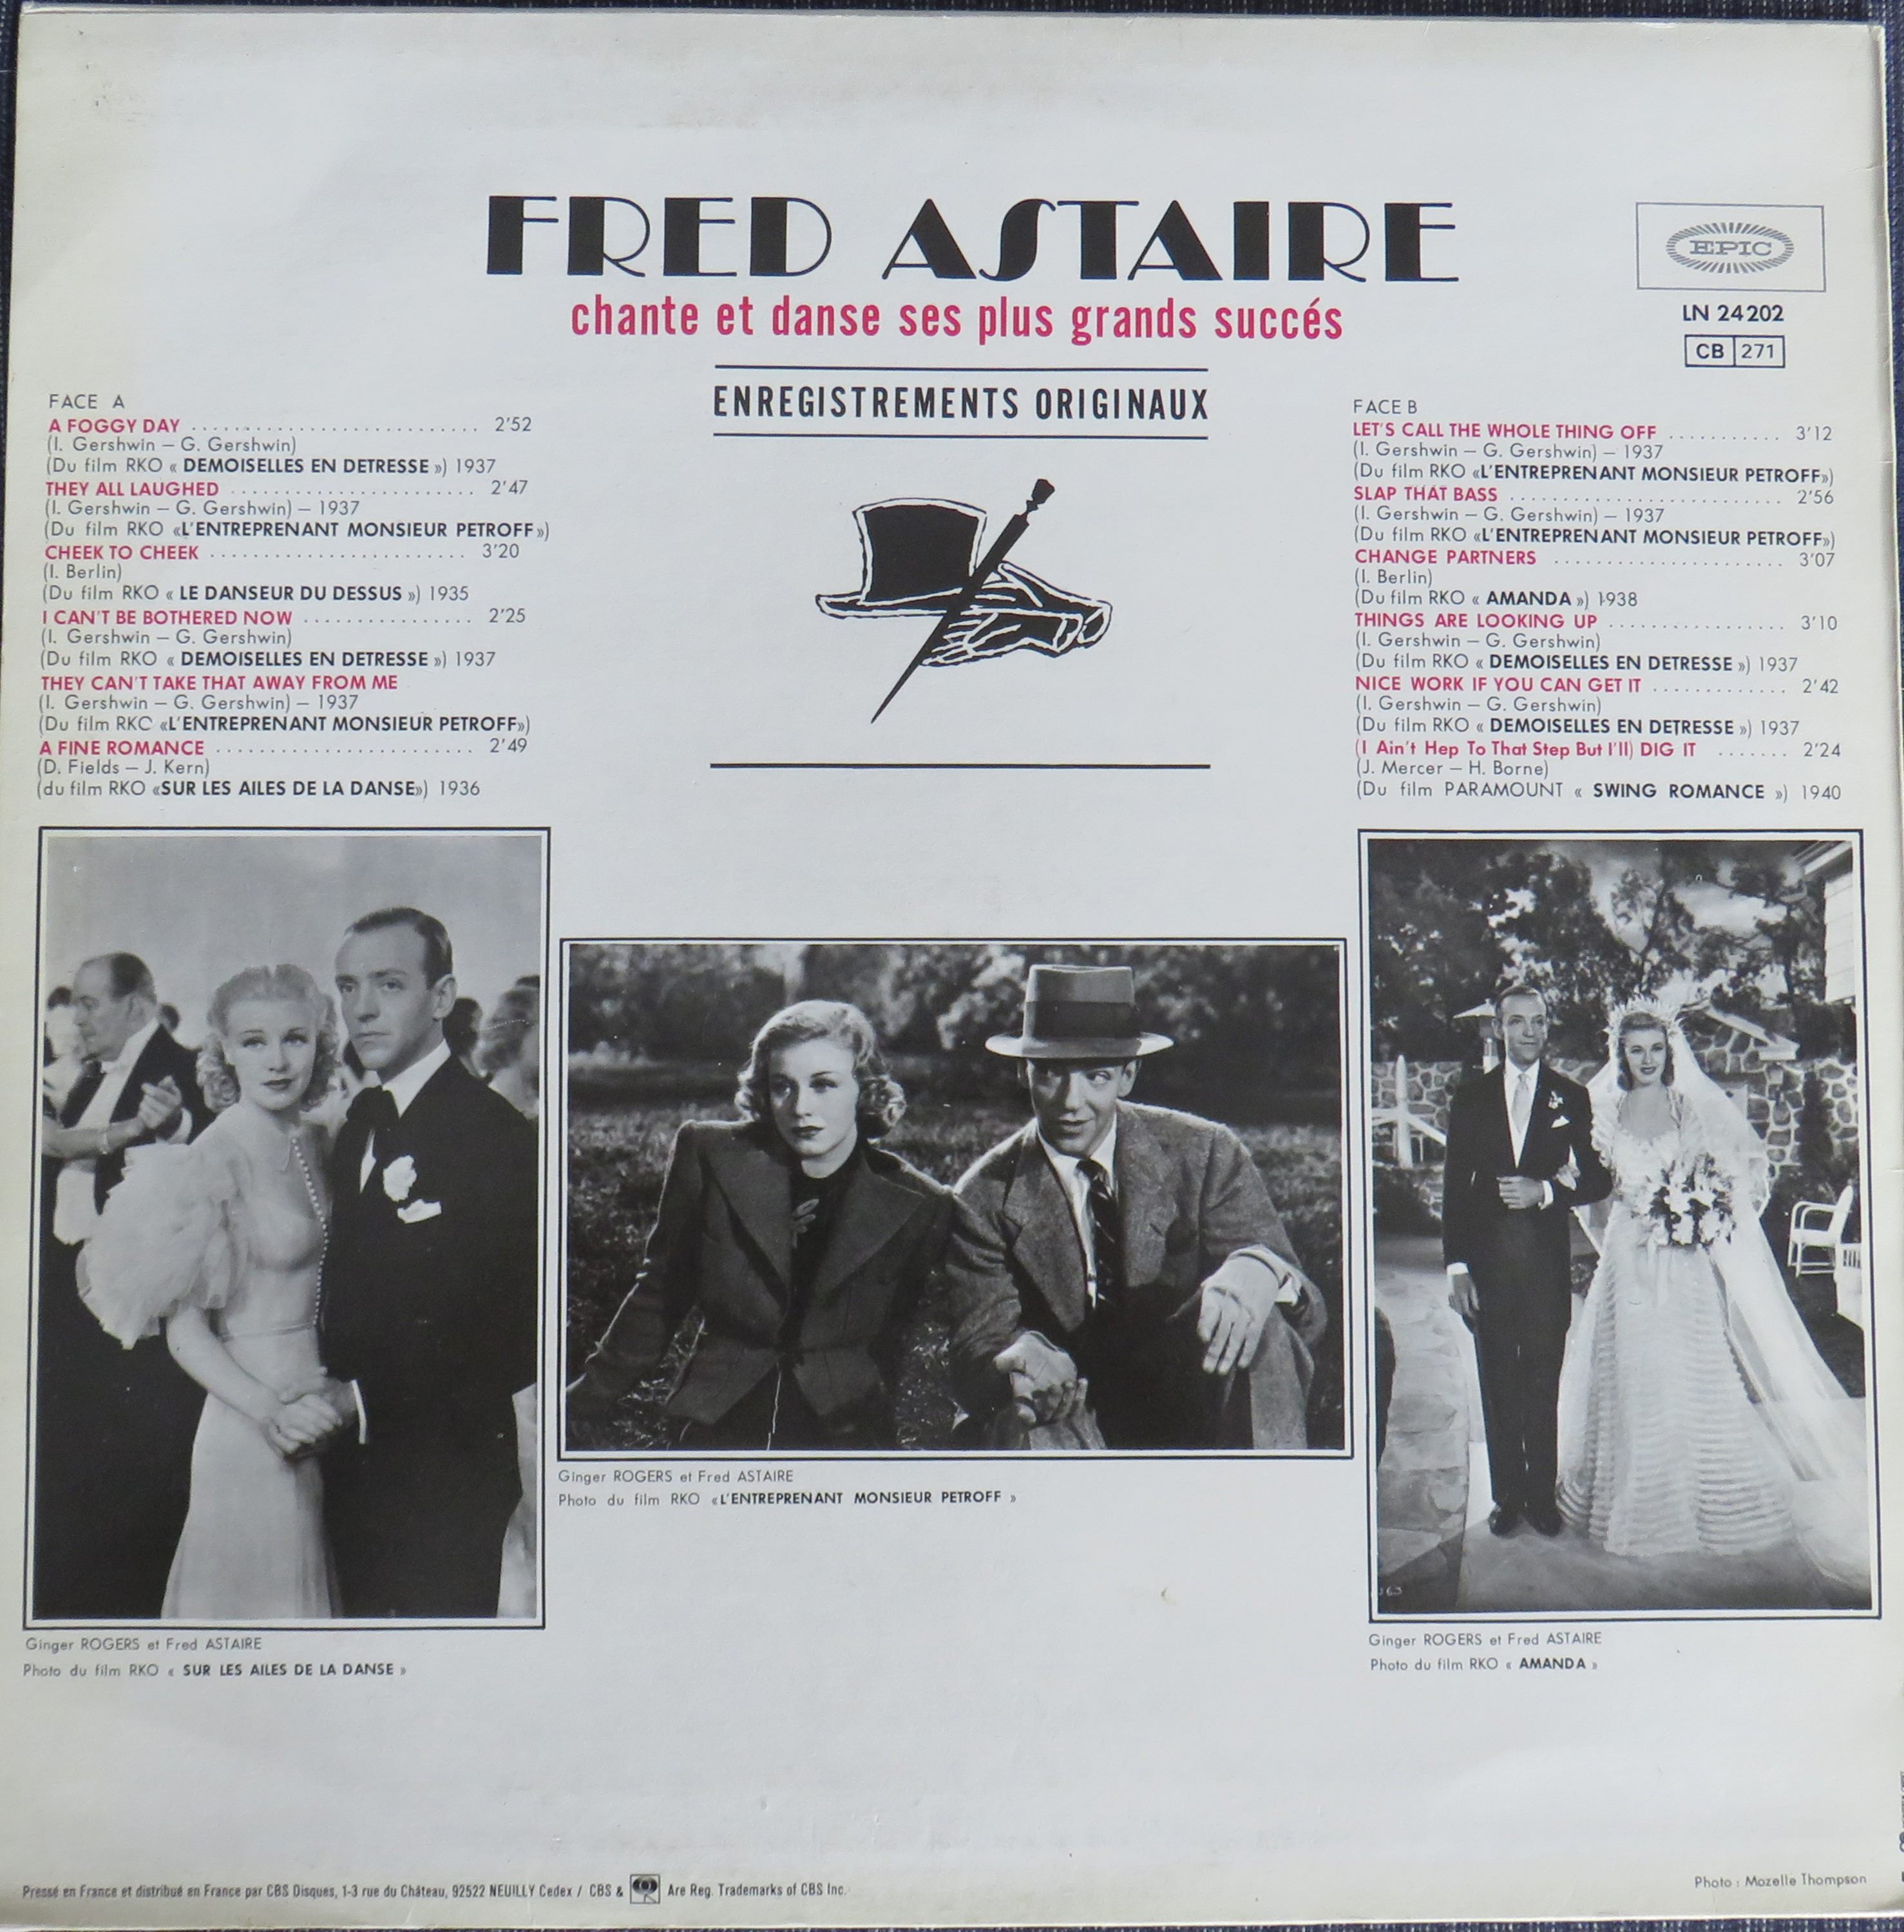 FRED ASTAIRE
chante et danse ses plus grands succés
ENREGISTREMENTS ORIGINAUX
EPIC
LN 24202
CB 271
FACE A
A FOGGY DAY ............................ 2'52
(I. Gershwin – G. Gershwin)
(Du film RKO « DEMOISELLES EN DETRESSE ») 1937
THEY ALL LAUGHED ........................ 2'47
(I. Gershwin – G. Gershwin) – 1937
(Du film RKO «L'ENTREPRENANT MONSIEUR PETROFF»)
CHEEK TO CHEEK ......................... 3'20
(I. Berlin)
(Du film RKO « LE DANSEUR DU DESSUS ») 1935
I CAN'T BE BOTHERED NOW ................ 2'25
(I. Gershwin – G. Gershwin)
(Du film RKO « DEMOISELLES EN DETRESSE ») 1937
THEY CAN'T TAKE THAT AWAY FROM ME
(I. Gershwin – G. Gershwin) – 1937
(Du film RKC «L'ENTREPRENANT MONSIEUR PETROFF»)
A FINE ROMANCE ......................... 2'49
(D. Fields – J. Kern)
(du film RKO «SUR LES AILES DE LA DANSE») 1936
FACE B
LET'S CALL THE WHOLE THING OFF ........... 3'12
(I. Gershwin – G. Gershwin) – 1937
(Du film RKO «L'ENTREPRENANT MONSIEUR PETROFF»)
SLAP THAT BASS .......................... 2'56
(I. Gershwin – G. Gershwin) – 1937
(Du film RKO «L'ENTREPRENANT MONSIEUR PETROFF»)
CHANGE PARTNERS ...................... 3'07
(I. Berlin)
(Du film RKO « AMANDA ») 1938
THINGS ARE LOOKING UP ................. 3'10
(I. Gershwin – G. Gershwin)
(Du film RKO « DEMOISELLES EN DETRESSE ») 1937
NICE WORK IF YOU CAN GET IT ............. 2'42
(I. Gershwin – G. Gershwin)
(Du film RKO « DEMOISELLES EN DETRESSE ») 1937
(I Ain't Hep To That Step But I'll) DIG IT ....... 2'24
(J. Mercer – H. Borne)
(Du film PARAMOUNT « SWING ROMANCE ») 1940
Ginger ROGERS et Fred ASTAIRE
Photo du film RKO « SUR LES AILES DE LA DANSE »
Ginger ROGERS et Fred ASTAIRE
Photo du film RKO «L'ENTREPRENANT MONSIEUR PETROFF »
Ginger ROGERS et Fred ASTAIRE
Photo du film RKO « AMANDA »
Pressé en France et distribué en France par CBS Disques, 1-3 rue du Château, 92522 NEUILLY Cedex / CBS & Are Reg. Trademarks of CBS Inc.
Photo : Mozelle Thompson